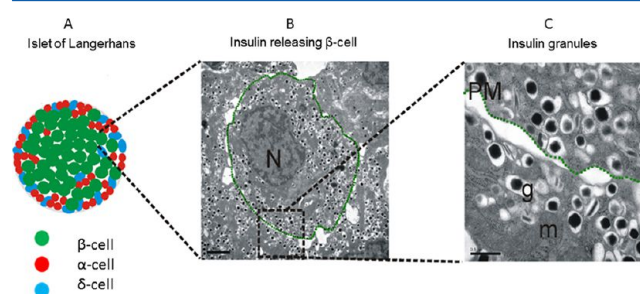 A
Islet of Langerhans
B
Insulin releasing β-cell
C
Insulin granules
N
PM
g
m
β-cell
α-cell
δ-cell